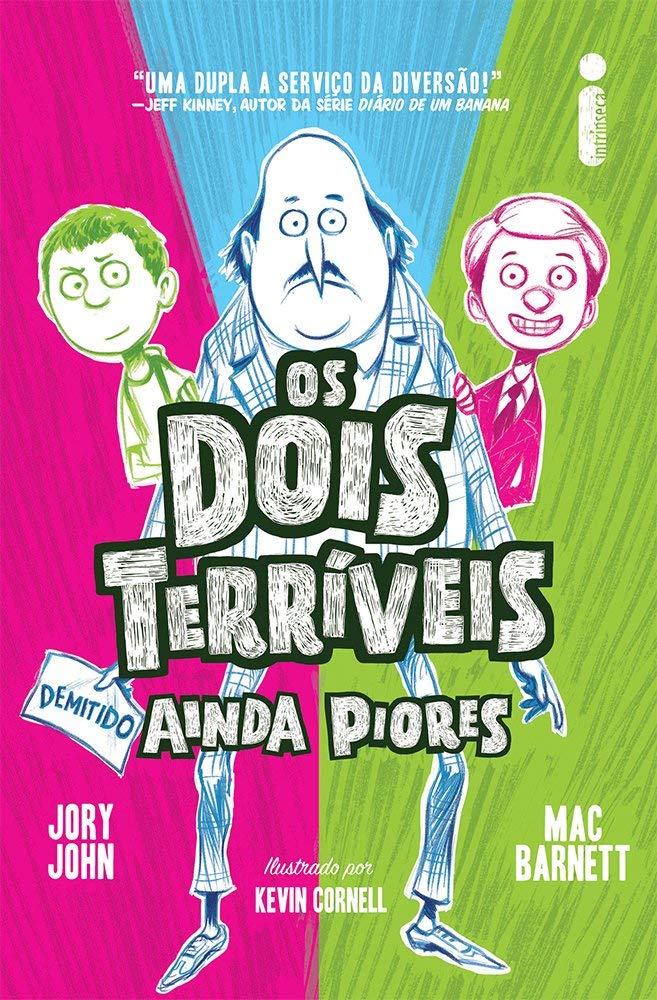 “UMA DUPLA A SERVIÇO DA DIVERSÃO!”
—JEFF KINNEY, AUTOR DA SÉRIE DIÁRIO DE UM BANANA
intrínseca
OS
DOIS
TERRÍVEIS
AINDA PIORES
DEMITIDO
JORY
JOHN
MAC
BARNETT
Ilustrado por
KEVIN CORNELL